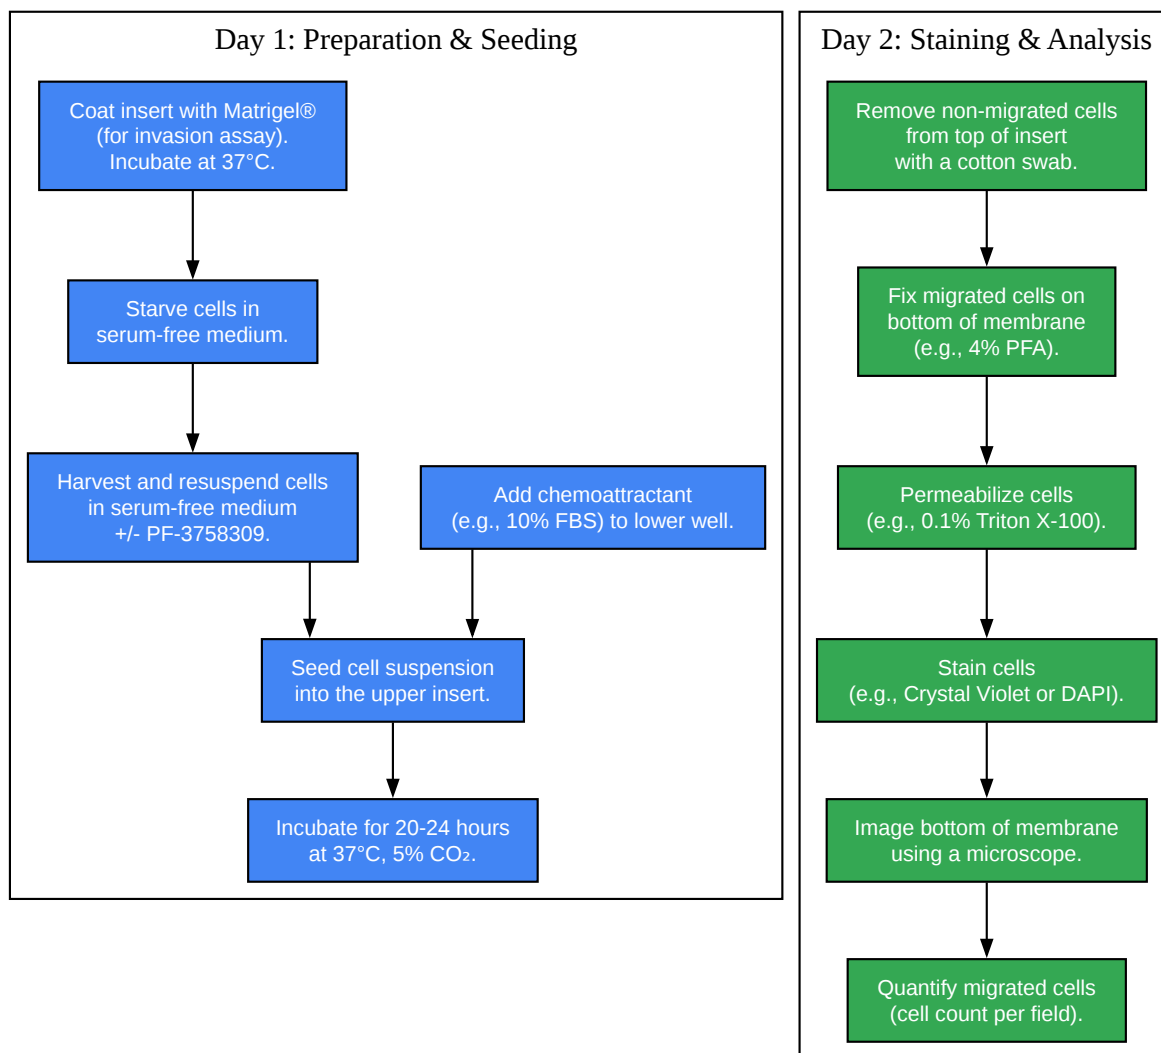 Day 1: Preparation & Seeding
Coat insert with Matrigel®
(for invasion assay).
Incubate at 37°C.
Starve cells in
serum-free medium.
Harvest and resuspend cells
in serum-free medium
+/- PF-3758309.
Add chemoattractant
(e.g., 10% FBS) to lower well.
Seed cell suspension
into the upper insert.
Incubate for 20-24 hours
at 37°C, 5% CO₂.
Day 2: Staining & Analysis
Remove non-migrated cells
from top of insert
with a cotton swab.
Fix migrated cells on
bottom of membrane
(e.g., 4% PFA).
Permeabilize cells
(e.g., 0.1% Triton X-100).
Stain cells
(e.g., Crystal Violet or DAPI).
Image bottom of membrane
using a microscope.
Quantify migrated cells
(cell count per field).